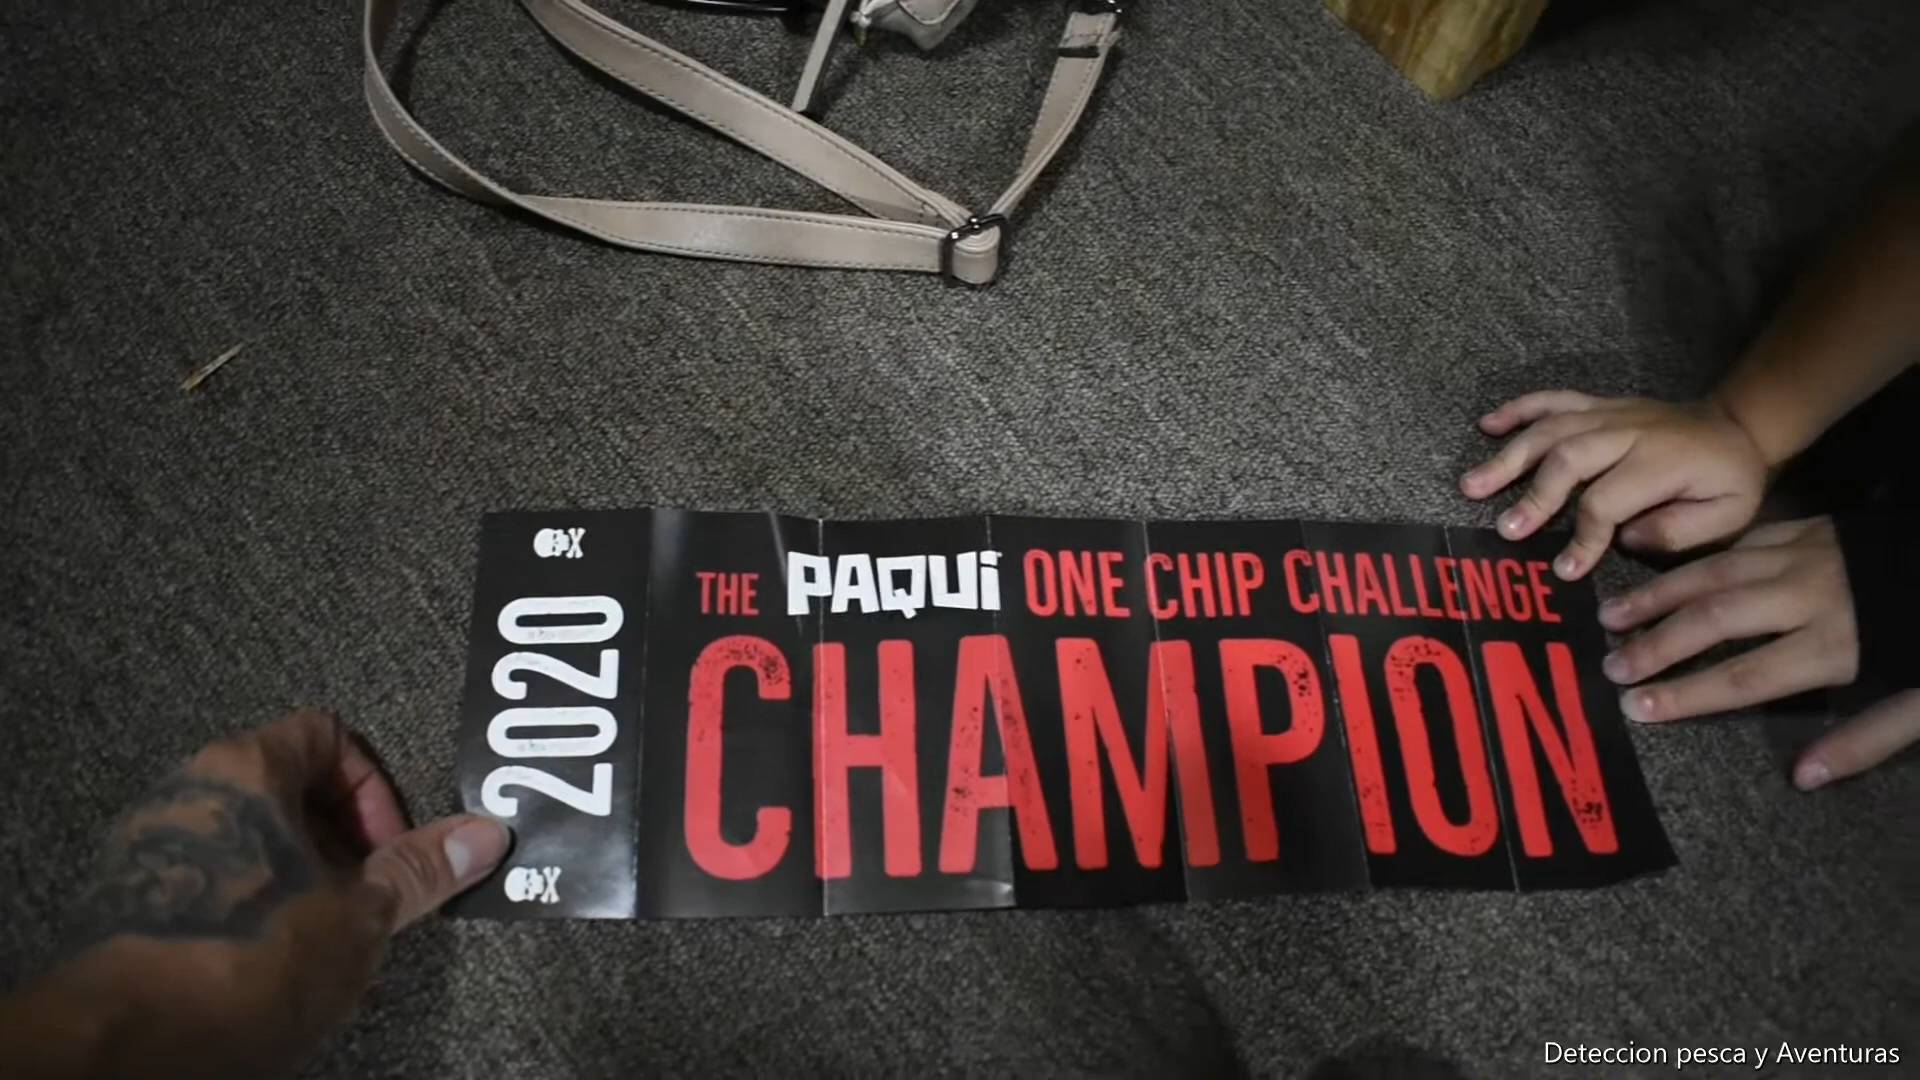 2020
THE PAQUI ONE CHIP CHALLENGE
CHAMPION
Deteccion pesca y Aventuras